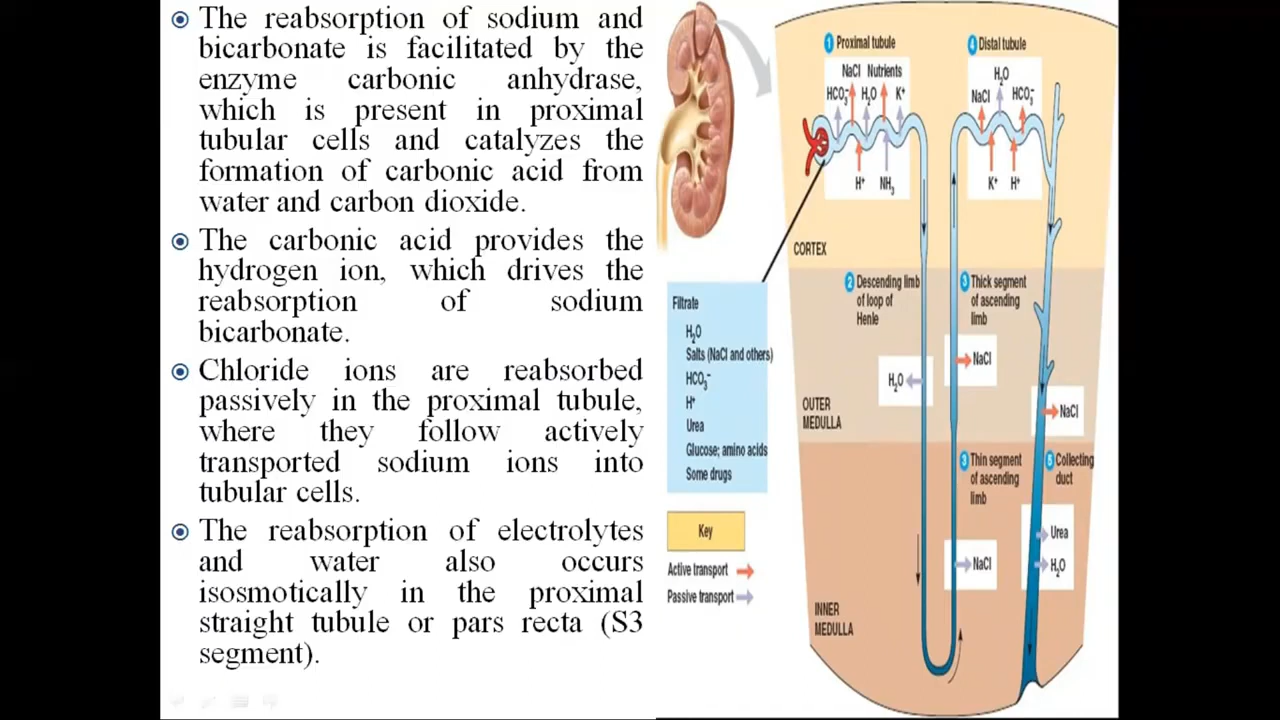 The reabsorption of sodium and
bicarbonate is facilitated by the
enzyme carbonic anhydrase,
which is present in proximal
tubular cells and catalyzes the
formation of carbonic acid from
water and carbon dioxide.
The carbonic acid provides the
hydrogen ion, which drives the
reabsorption of sodium
bicarbonate.
Chloride ions are reabsorbed
passively in the proximal tubule,
where they follow actively
transported sodium ions into
tubular cells.
The reabsorption of electrolytes
and water also occurs
isosmotically in the proximal
straight tubule or pars recta (S3
segment).
1 Proximal tubule
NaCl Nutrients
HCO₃⁻ H₂O K⁺
H⁺ NH₃
4 Distal tubule
H₂O
NaCl HCO₃⁻
K⁺ H⁺
CORTEX
2 Descending limb
of loop of
Henle
3 Thick segment
of ascending
limb
Filtrate
H₂O
Salts (NaCl and others)
HCO₃⁻
H⁺
Urea
Glucose; amino acids
Some drugs
NaCl
H₂O
OUTER
MEDULLA
NaCl
3 Thin segment
of ascending
limb
5 Collecting
duct
Key
Active transport
Passive transport
Urea
NaCl
H₂O
INNER
MEDULLA